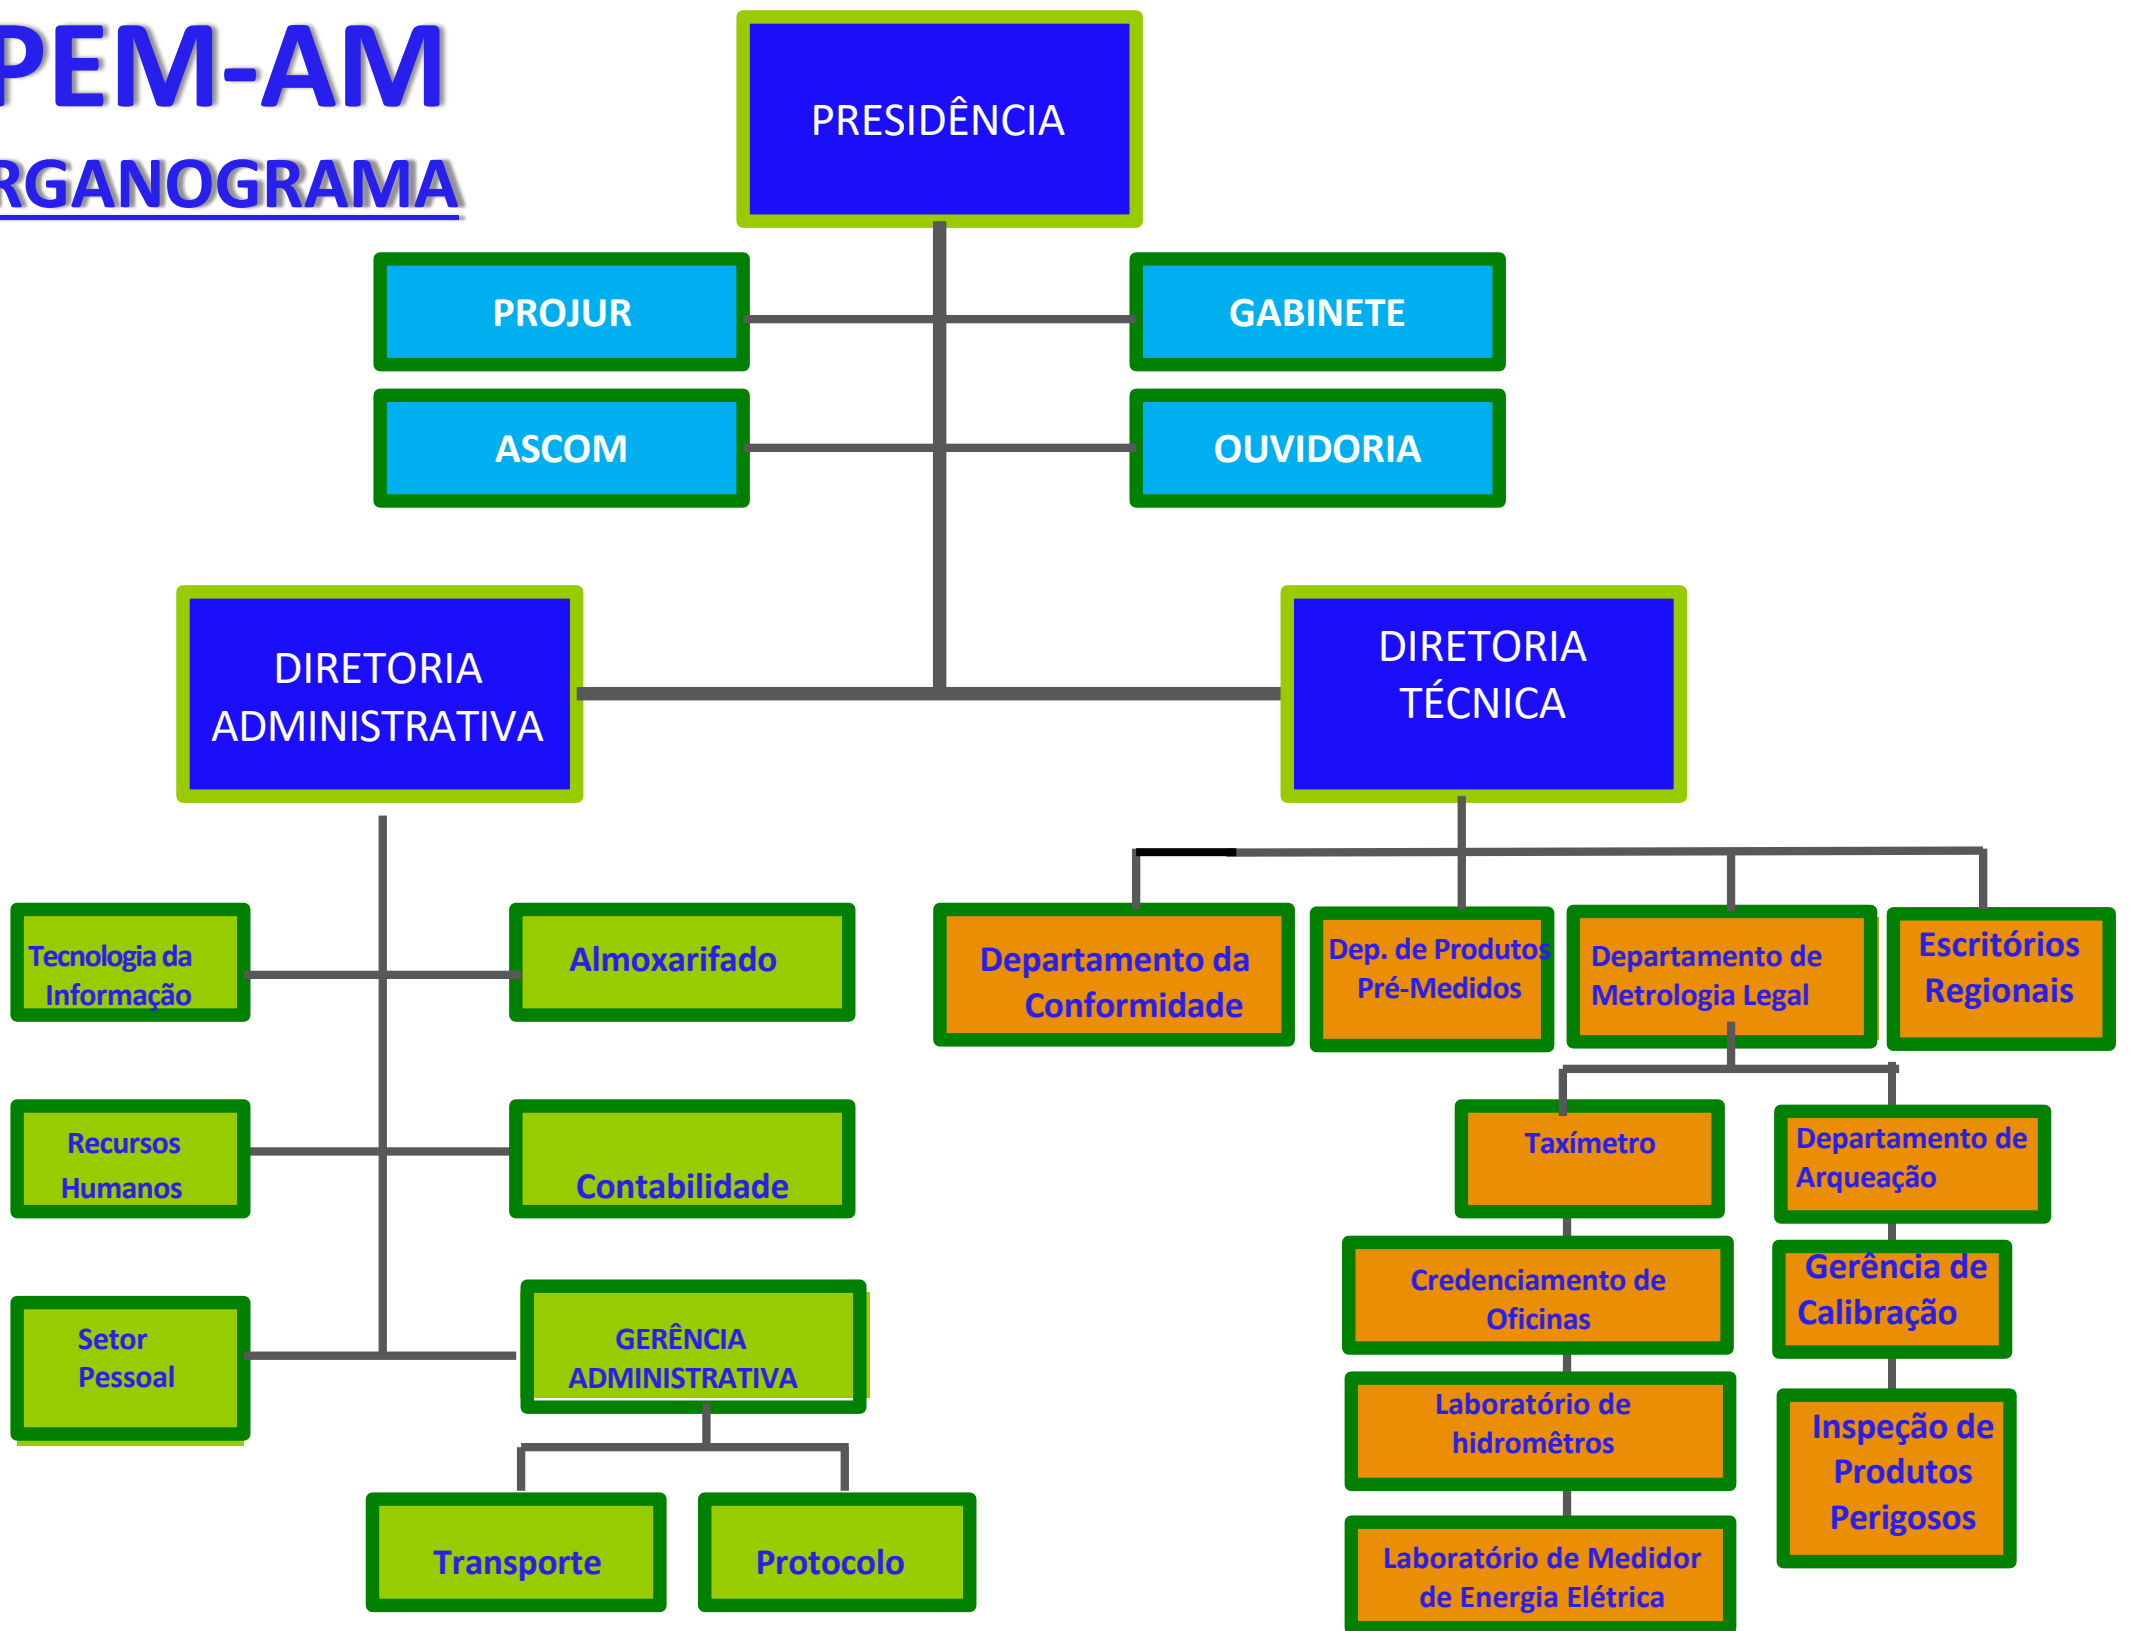 PEM-AM
RGANOGRAMA
PRESIDÊNCIA
PROJUR
GABINETE
ASCOM
OUVIDORIA
DIRETORIA
ADMINISTRATIVA
DIRETORIA
TÉCNICA
Tecnologia da
Informação
Almoxarifado
Departamento da
Conformidade
Dep. de Produtos
Pré-Medidos
Departamento de
Metrologia Legal
Escritórios
Regionais
Recursos
Humanos
Contabilidade
Taxímetro
Departamento de
Arqueação
Credenciamento de
Oficinas
Gerência de
Calibração
Setor
Pessoal
GERÊNCIA
ADMINISTRATIVA
Laboratório de
hidromêtros
Inspeção de
Produtos
Perigosos
Transporte
Protocolo
Laboratório de Medidor
de Energia Elétrica